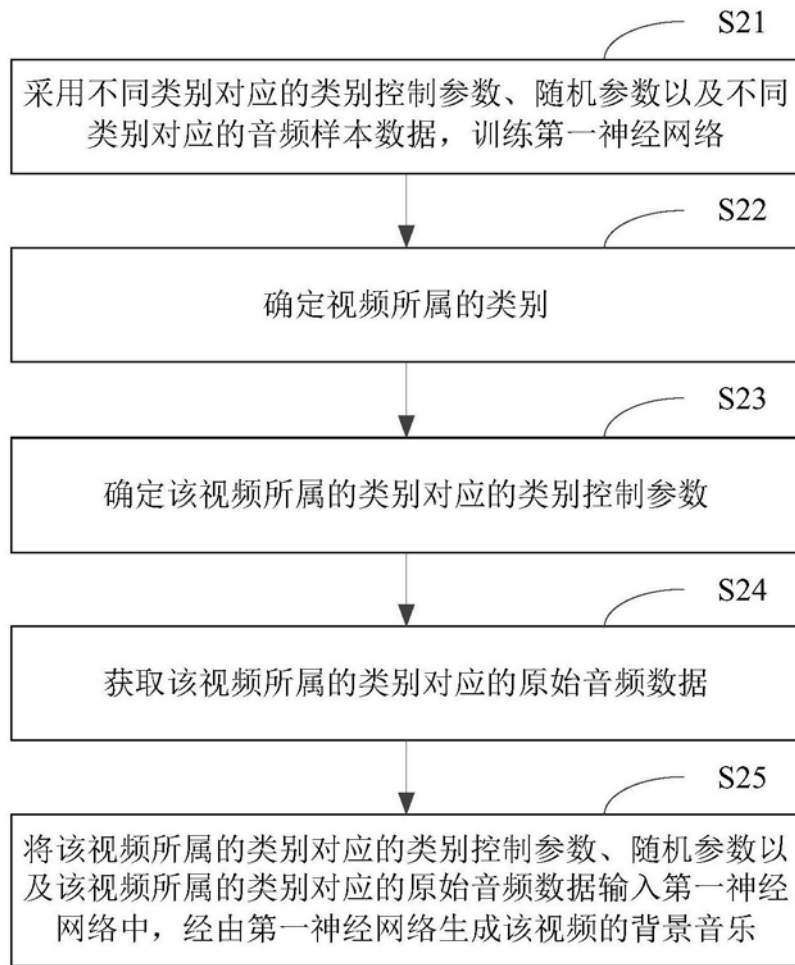 S21
采用不同类别对应的类别控制参数、随机参数以及不同
类别对应的音频样本数据，训练第一神经网络
S22
确定视频所属的类别
S23
确定该视频所属的类别对应的类别控制参数
S24
获取该视频所属的类别对应的原始音频数据
S25
将该视频所属的类别对应的类别控制参数、随机参数以
及该视频所属的类别对应的原始音频数据输入第一神经
网络中，经由第一神经网络生成该视频的背景音乐